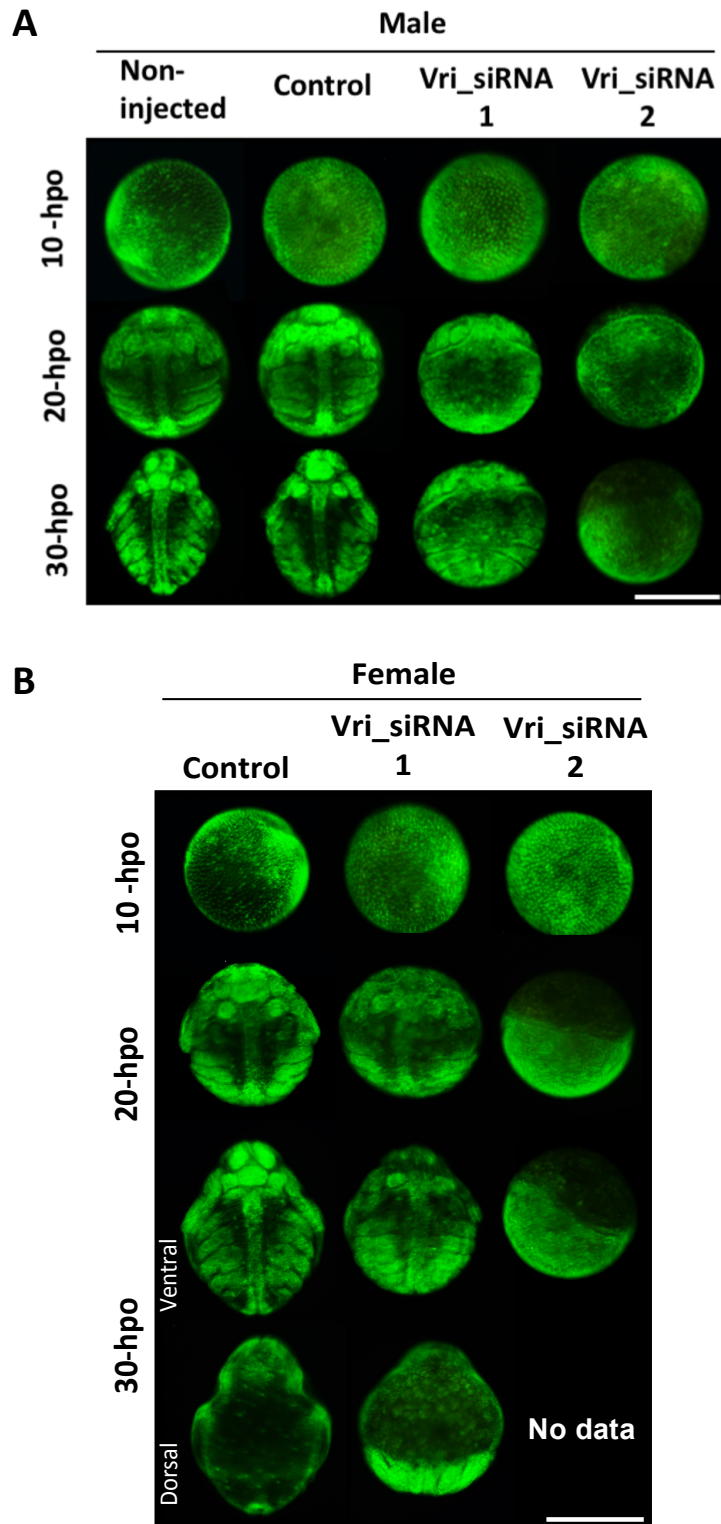 A
Male
Non-
injected
Control
Vri_siRNA
1
Vri_siRNA
2
10 -hpo
20-hpo
30-hpo
B
Female
Control
Vri_siRNA
1
Vri_siRNA
2
10 -hpo
20-hpo
30-hpo
Ventral
Dorsal
No data